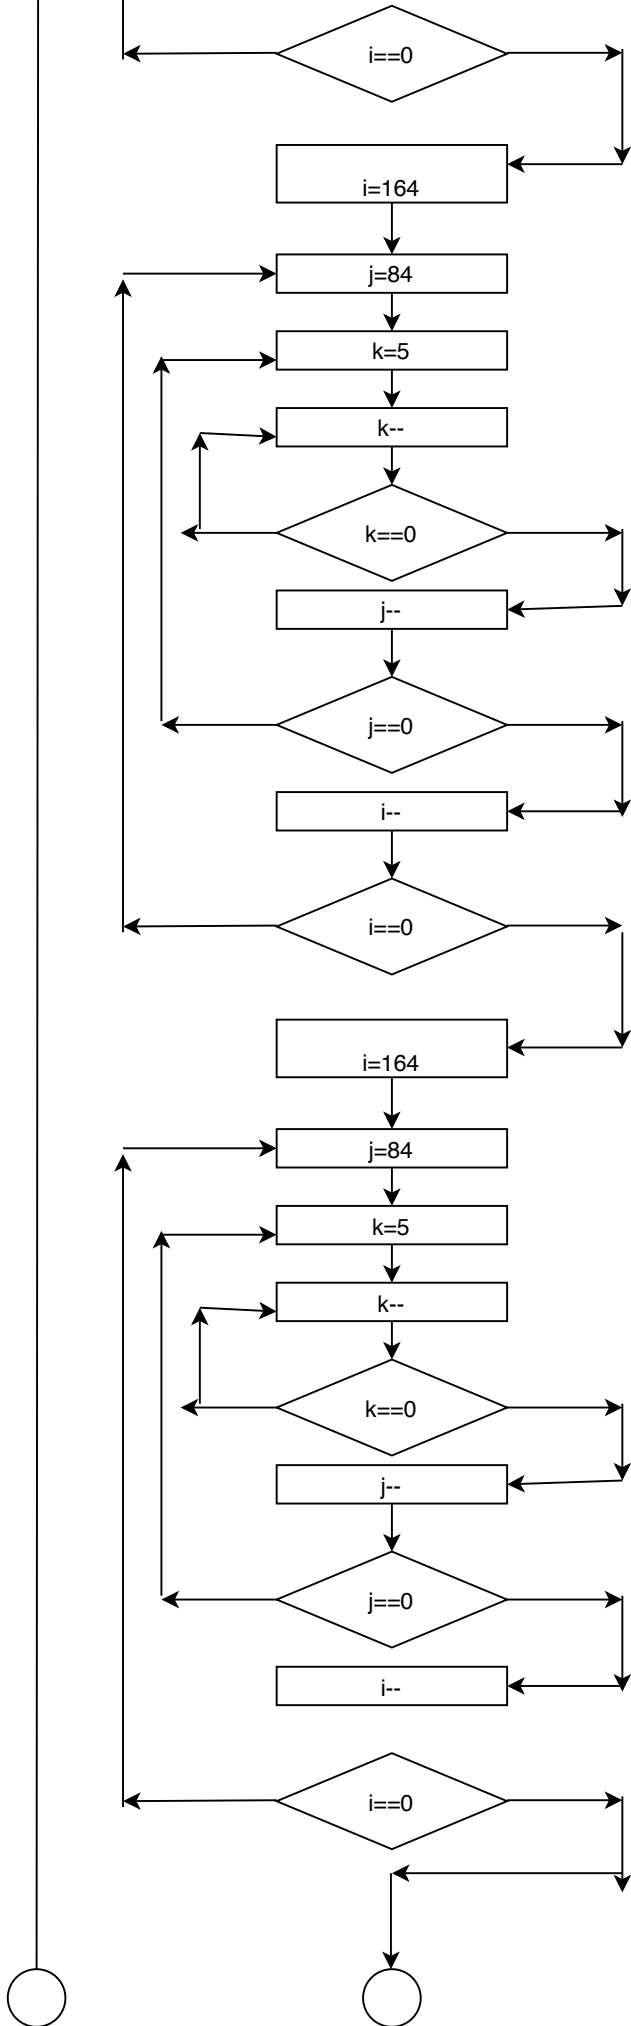 i==0
i=164
j=84
k=5
k--
k==0
j--
j==0
i--
i==0
i=164
j=84
k=5
k--
k==0
j--
j==0
i--
i==0